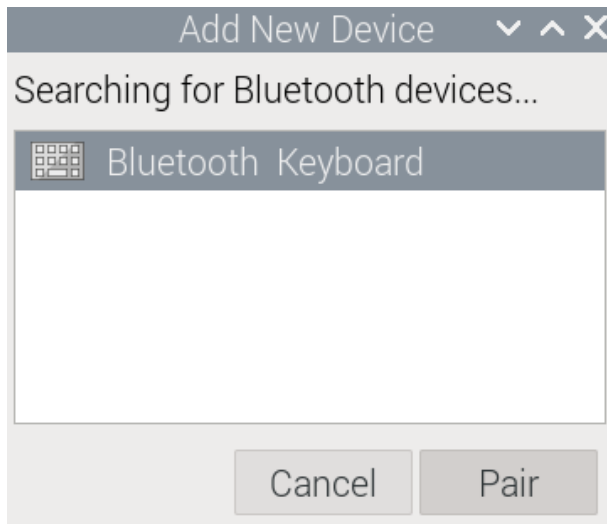 Add New Device
Searching for Bluetooth devices...
Bluetooth Keyboard
Cancel Pair